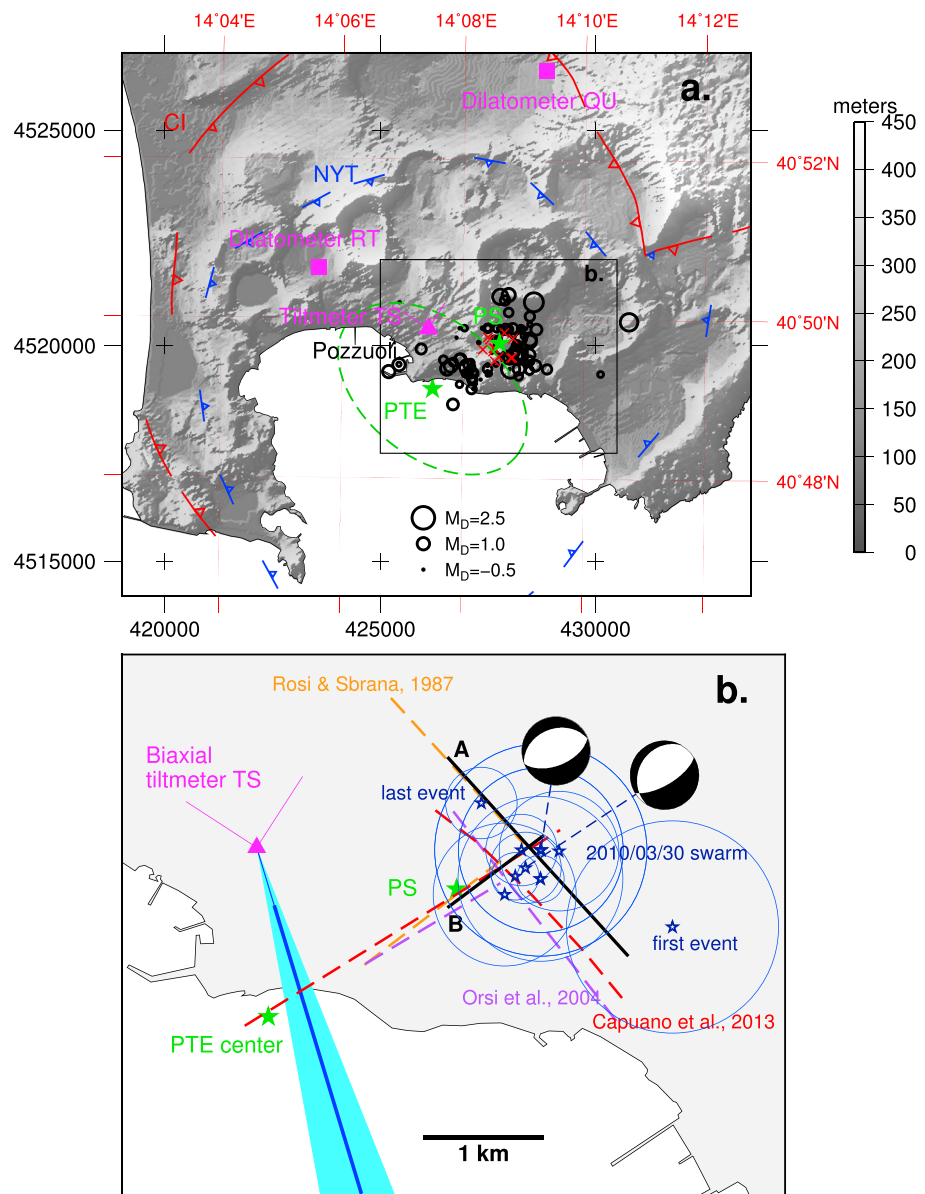 14°04'E 14°06'E 14°08'E 14°10'E 14°12'E
a.
Dilatometer QU
meters
CI
NYT
Dilatometer RT
b.
Tiltmeter TS
PS
Pozzuoli
PTE
M_D=2.5
M_D=1.0
M_D=−0.5
4525000
4520000
4515000
40°52'N
40°50'N
40°48'N
450
400
350
300
250
200
150
100
50
0
420000 425000 430000
b.
Rosi & Sbrana, 1987
A
Biaxial
tiltmeter TS
last event
2010/03/30 swarm
PS
B
first event
Orsi et al., 2004
Capuano et al., 2013
PTE center
1 km